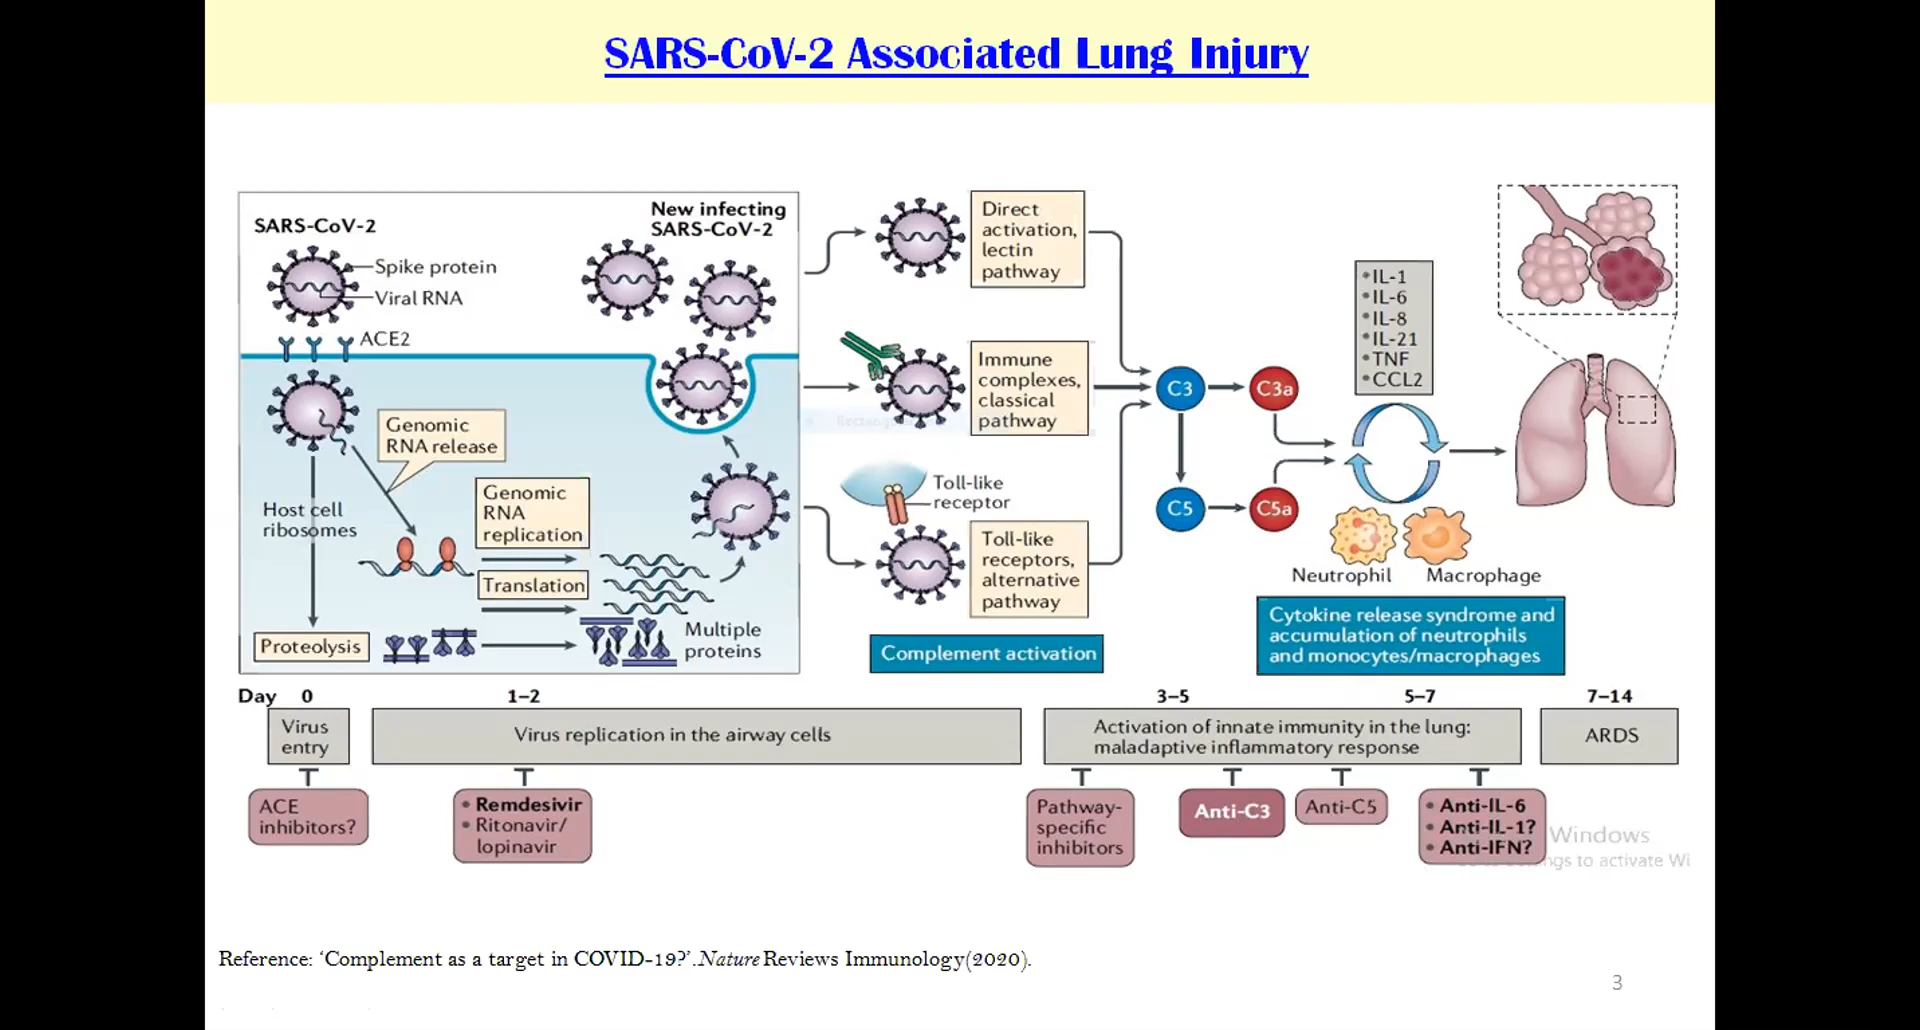 SARS-CoV-2 Associated Lung Injury
SARS-CoV-2
Spike protein
Viral RNA
ACE2
New infecting
SARS-CoV-2
Genomic
RNA release
Host cell
ribosomes
Genomic
RNA
replication
Translation
Proteolysis
Multiple
proteins
Direct
activation,
lectin
pathway
Immune
complexes,
classical
pathway
Toll-like
receptor
Toll-like
receptors,
alternative
pathway
Complement activation
C3
C3a
C5
C5a
•IL-1
•IL-6
•IL-8
•IL-21
•TNF
•CCL2
Neutrophil
Macrophage
Cytokine release syndrome and
accumulation of neutrophils
and monocytes/macrophages
Day 0 1–2 3–5 5–7 7–14
Virus
entry
Virus replication in the airway cells
Activation of innate immunity in the lung:
maladaptive inflammatory response
ARDS
ACE
inhibitors?
• Remdesivir
• Ritonavir/
lopinavir
Pathway-
specific
inhibitors
Anti-C3
Anti-C5
• Anti-IL-6
• Anti-IL-1?
• Anti-IFN?
Windows
ngs to activate Wi
Reference: ‘Complement as a target in COVID-19?’. Nature Reviews Immunology(2020).
3